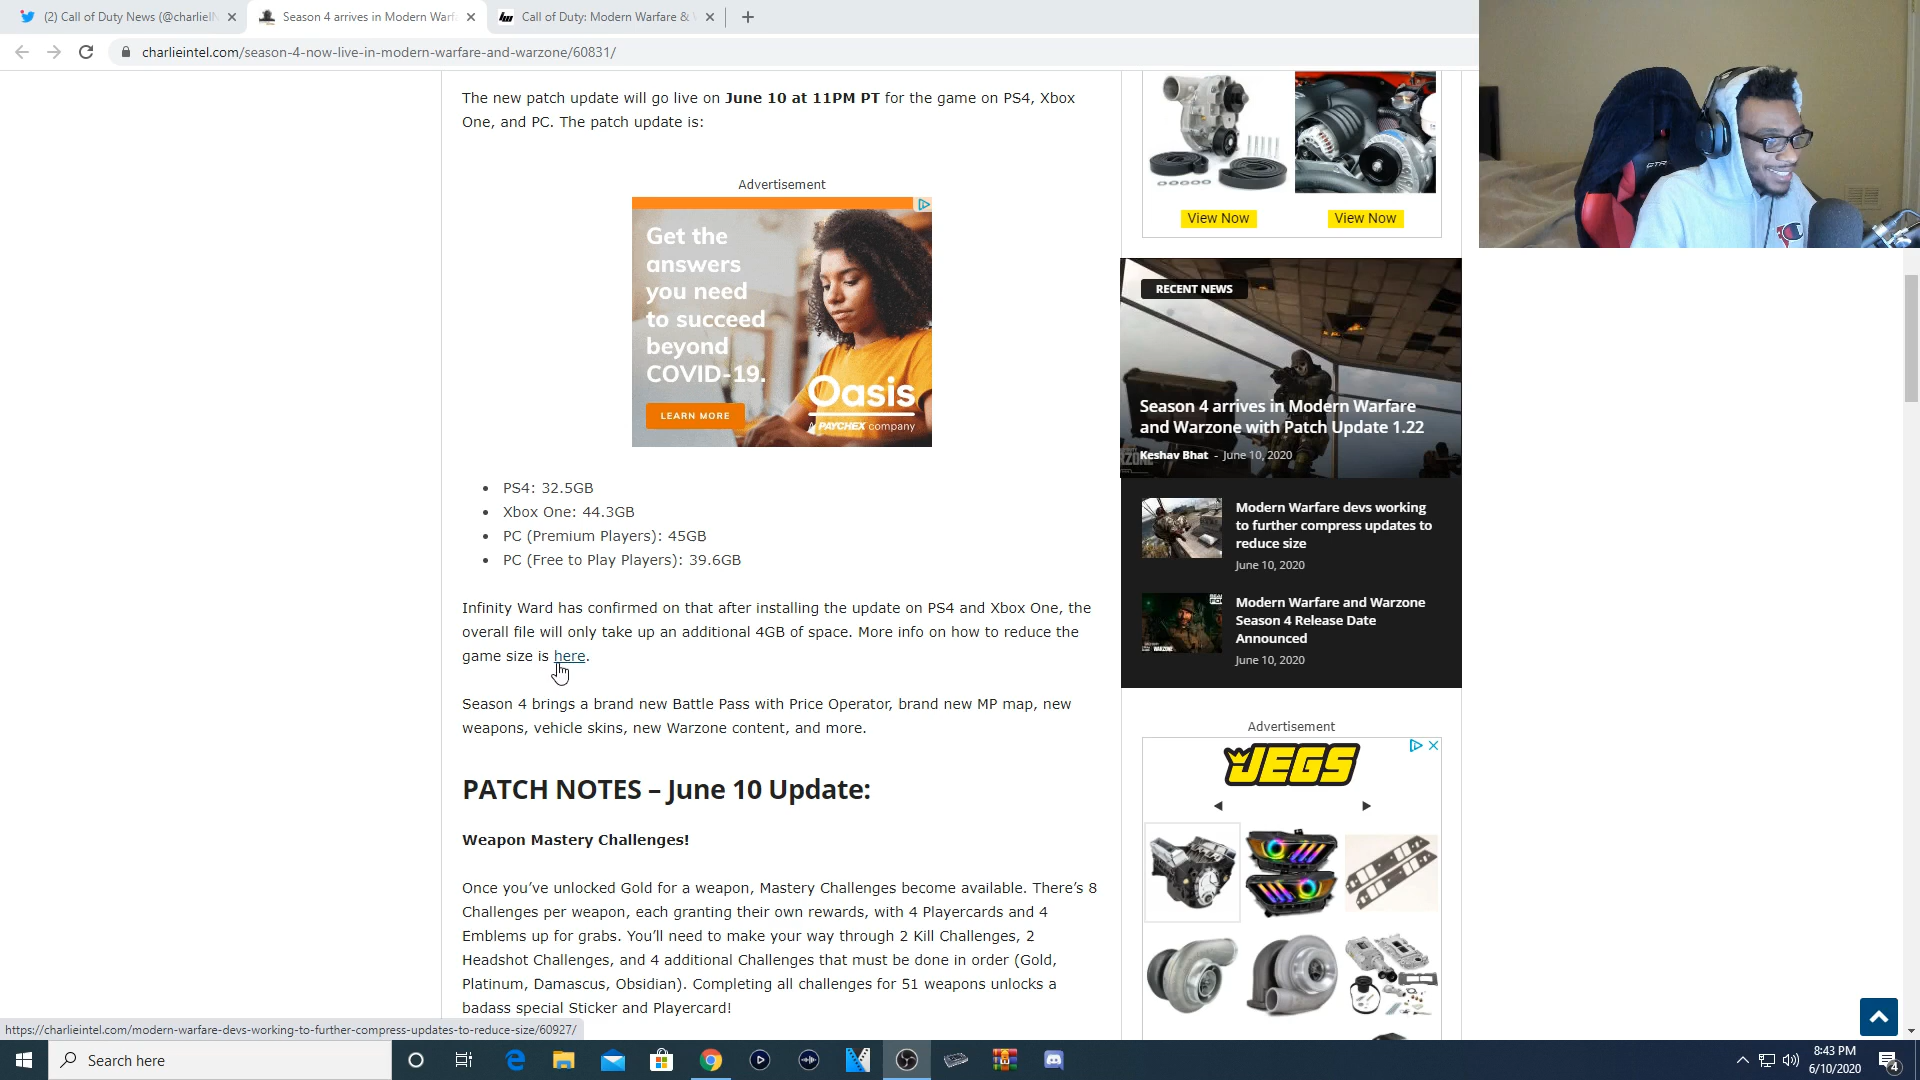 (2) Call of Duty News (@charlieIN
Season 4 arrives in Modern Warfa
Call of Duty: Modern Warfare &
charlieintel.com/season-4-now-live-in-modern-warfare-and-warzone/60831/
The new patch update will go live on June 10 at 11PM PT for the game on PS4, Xbox
One, and PC. The patch update is:
Advertisement
Get the
answers
you need
to succeed
beyond
COVID-19.
LEARN MORE
Oasis
A PAYCHEX company
PS4: 32.5GB
Xbox One: 44.3GB
PC (Premium Players): 45GB
PC (Free to Play Players): 39.6GB
Infinity Ward has confirmed on that after installing the update on PS4 and Xbox One, the
overall file will only take up an additional 4GB of space. More info on how to reduce the
game size is here.
Season 4 brings a brand new Battle Pass with Price Operator, brand new MP map, new
weapons, vehicle skins, new Warzone content, and more.
PATCH NOTES – June 10 Update:
Weapon Mastery Challenges!
Once you’ve unlocked Gold for a weapon, Mastery Challenges become available. There’s 8
Challenges per weapon, each granting their own rewards, with 4 Playercards and 4
Emblems up for grabs. You’ll need to make your way through 2 Kill Challenges, 2
Headshot Challenges, and 4 additional Challenges that must be done in order (Gold,
Platinum, Damascus, Obsidian). Completing all challenges for 51 weapons unlocks a
badass special Sticker and Playercard!
View Now
View Now
RECENT NEWS
Season 4 arrives in Modern Warfare
and Warzone with Patch Update 1.22
Keshav Bhat - June 10, 2020
Modern Warfare devs working
to further compress updates to
reduce size
June 10, 2020
Modern Warfare and Warzone
Season 4 Release Date
Announced
June 10, 2020
Advertisement
JEGS
https://charlieintel.com/modern-warfare-devs-working-to-further-compress-updates-to-reduce-size/60927/
Search here
8:43 PM
6/10/2020
4